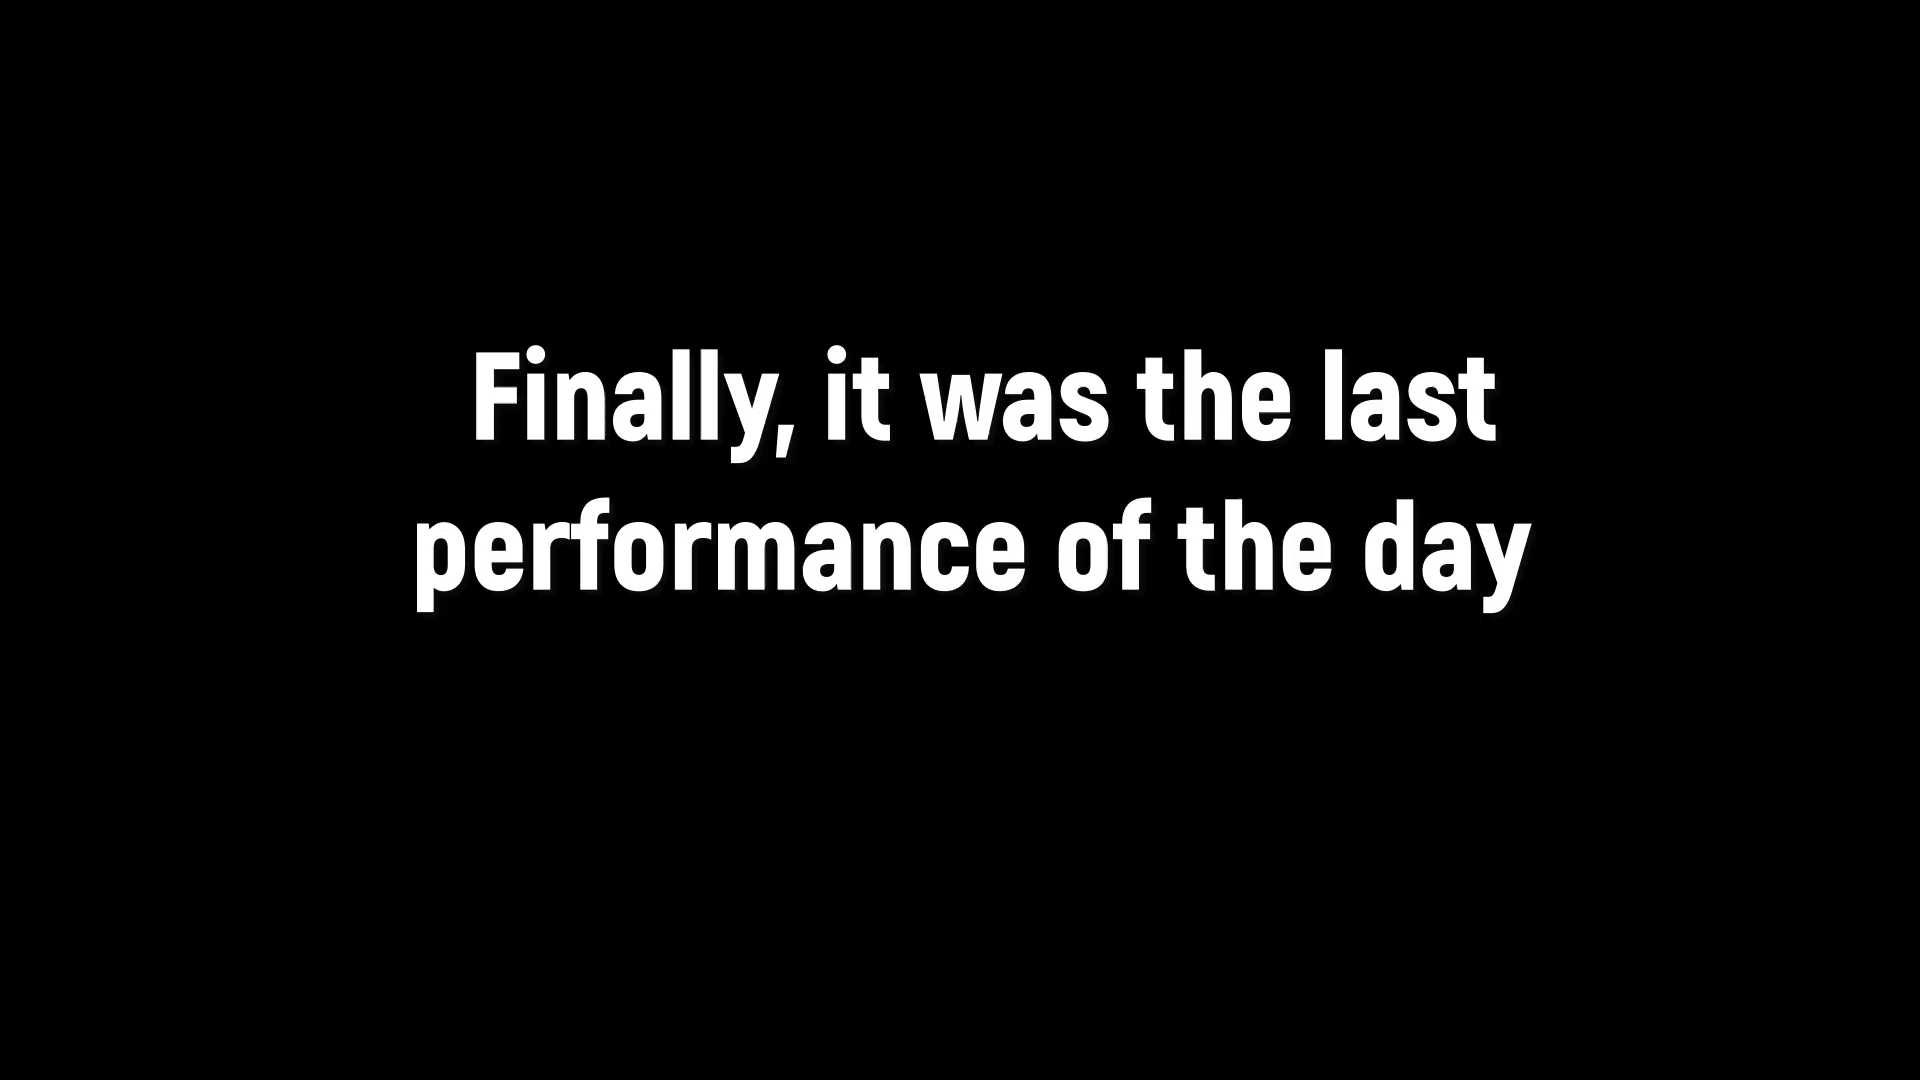 Finally, it was the last
performance of the day